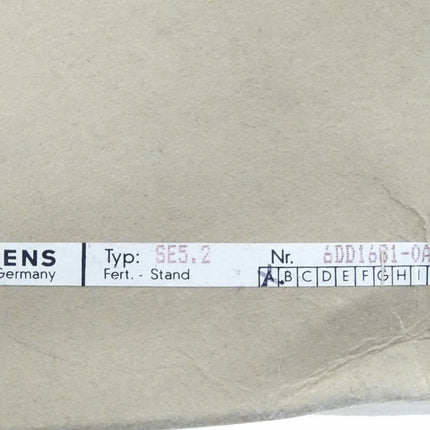 ENS Typ: SE5.2 Nr. 6DD1681-0A
Germany Fert. - Stand A B C D E F G H I